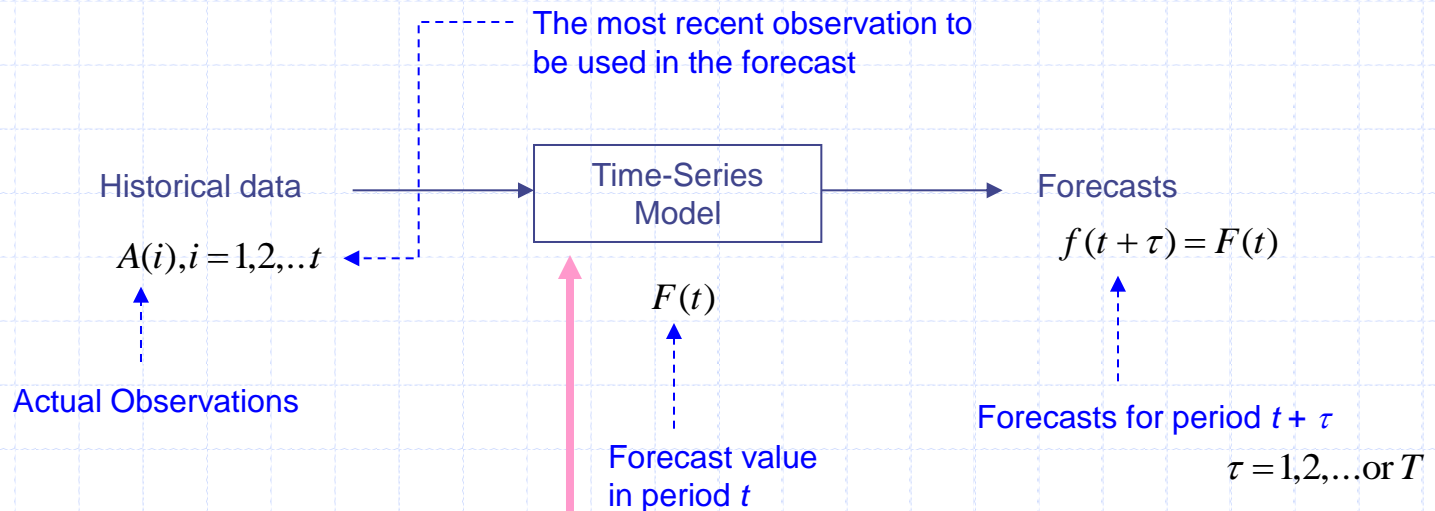 The most recent observation to
be used in the forecast
Historical data
Time-Series
Model
Forecasts
A(i),i = 1,2,..t
f(t + τ) = F(t)
F(t)
Actual Observations
Forecasts for period t + τ
τ = 1,2,...or T
Forecast value
in period t